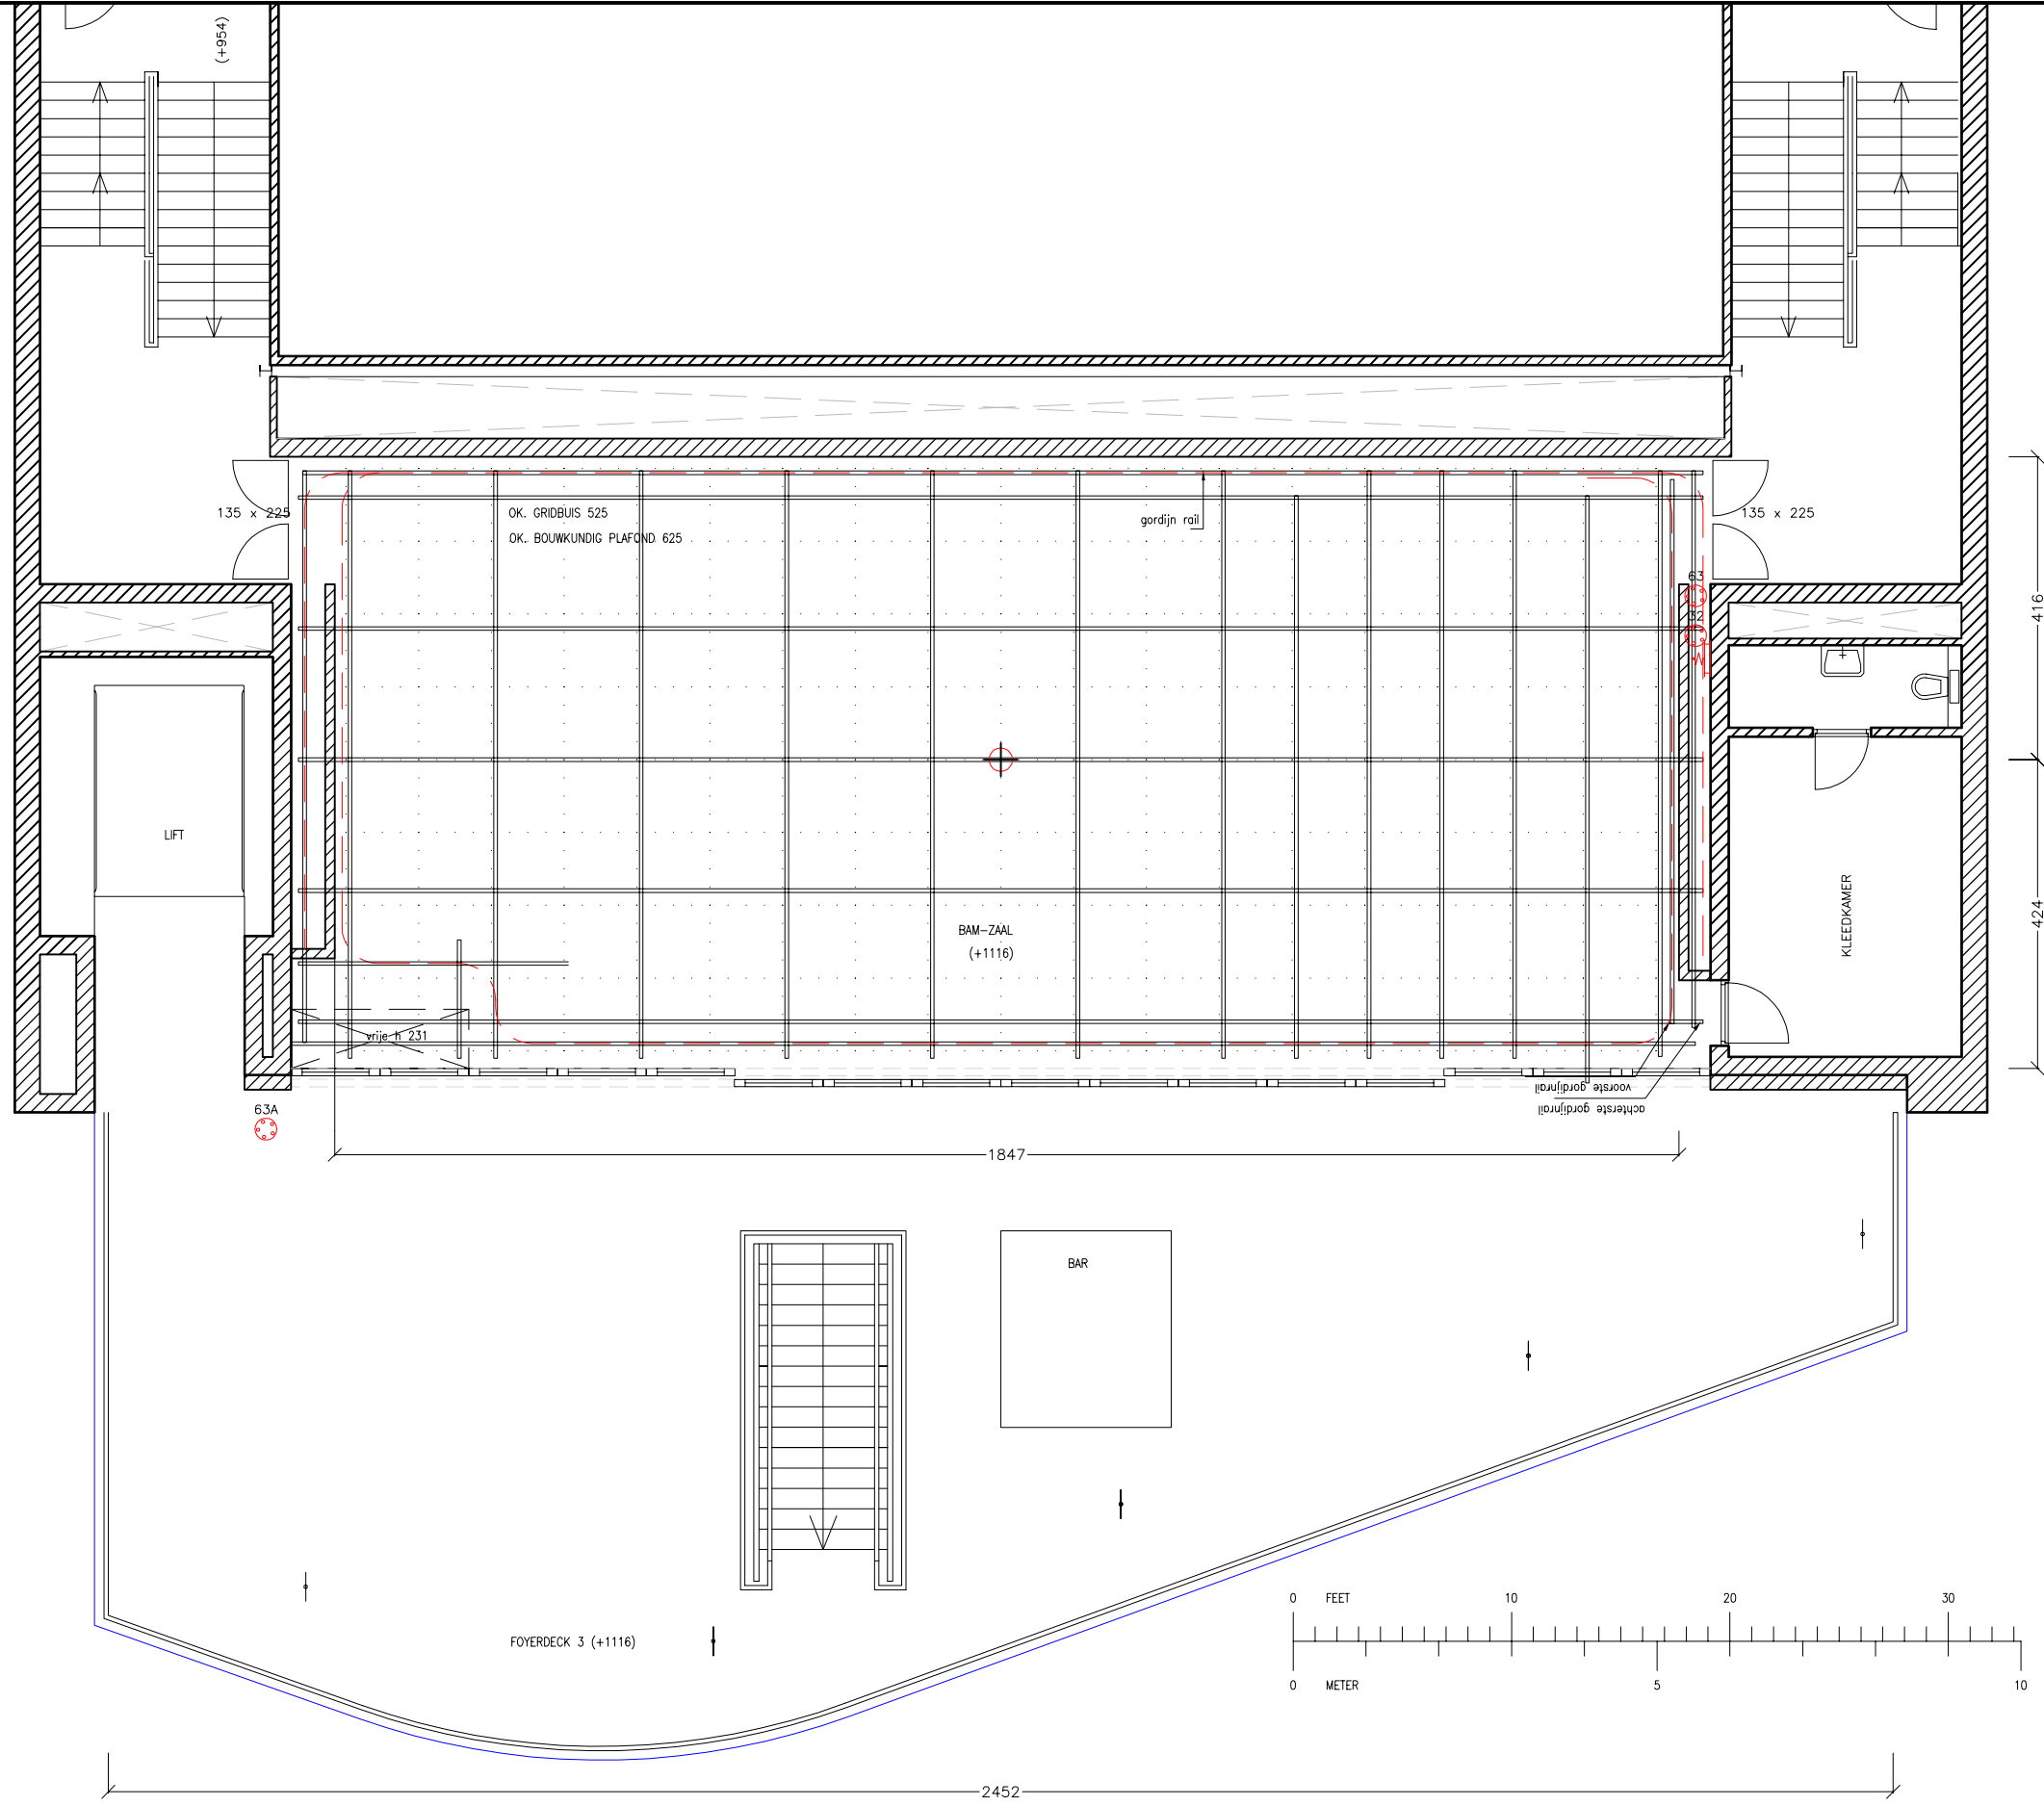 (+954)
135 x 225
OK. GRIDBUIS 525
OK. BOUWKUNDIG PLAFOND 625
gordijn rail
135 x 225
63
416
LIFT
KLEEDKAMER
424
BAM-ZAAL
(+1116)
vrije h 231
voorste gordijnrail
achterste gordijnrail
63A
1847
BAR
0 FEET 10 20 30
0 METER 5 10
FOYERDECK 3 (+1116)
2452